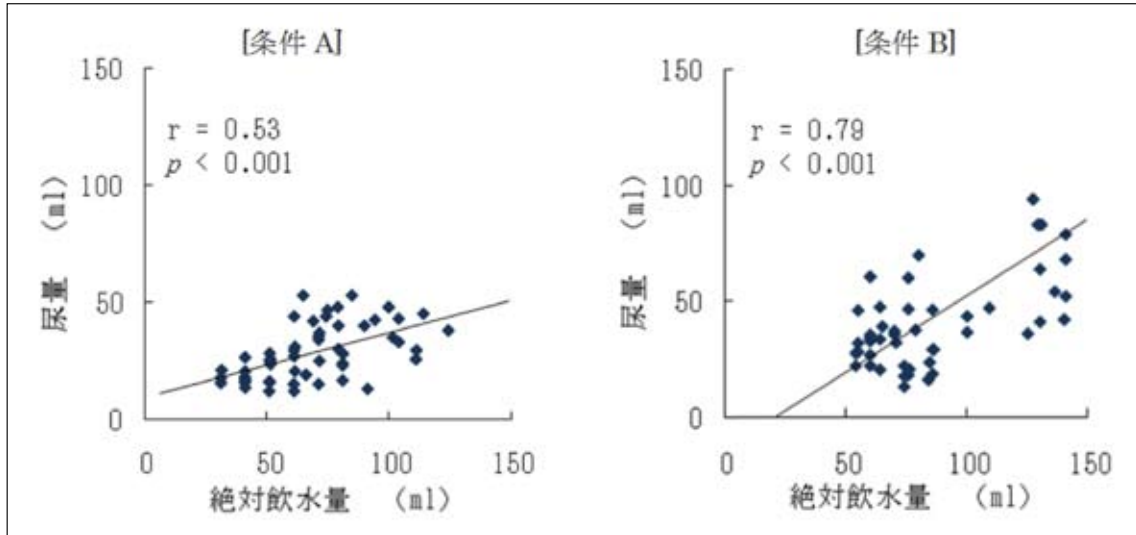 [条件 A]
150
100
50
0
r = 0.53
p < 0.001
尿量 (ml)
0 50 100 150
絶対飲水量 (ml)
[条件 B]
150
100
50
0
r = 0.79
p < 0.001
尿量 (ml)
0 50 100 150
絶対飲水量 (ml)